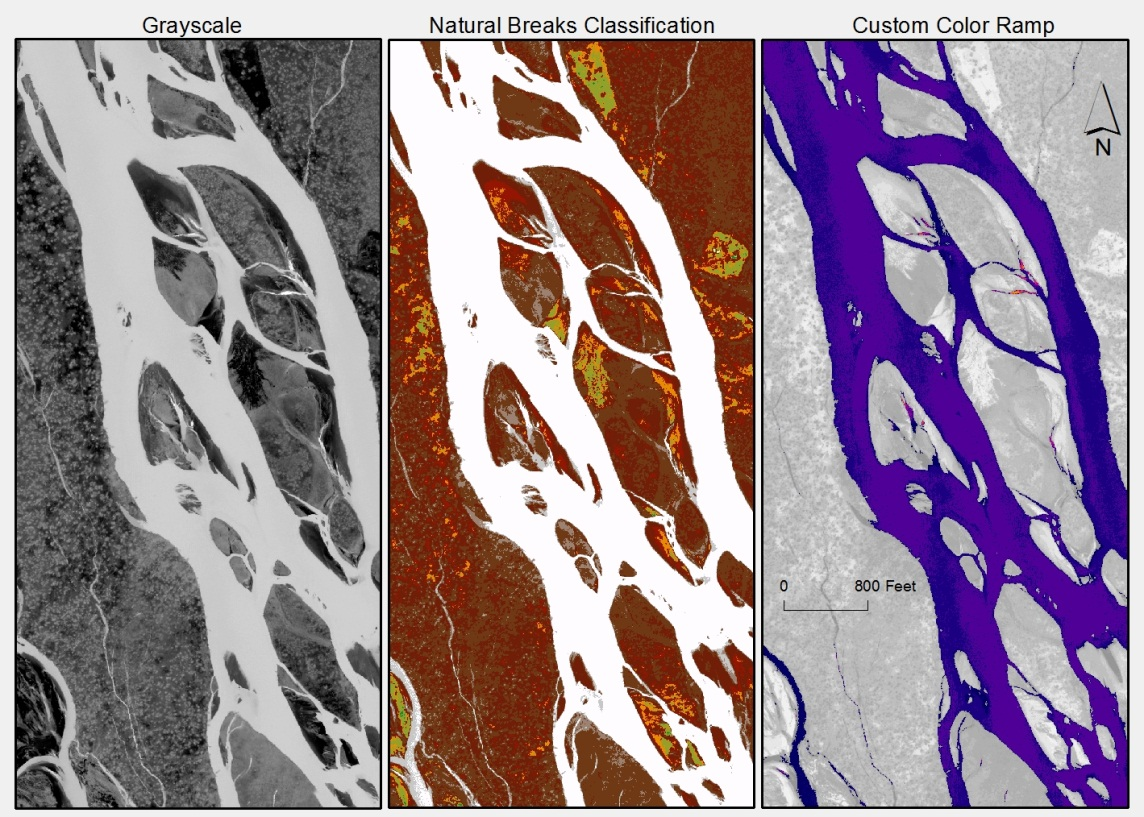 Grayscale
Natural Breaks Classification
Custom Color Ramp
N
0 800 Feet